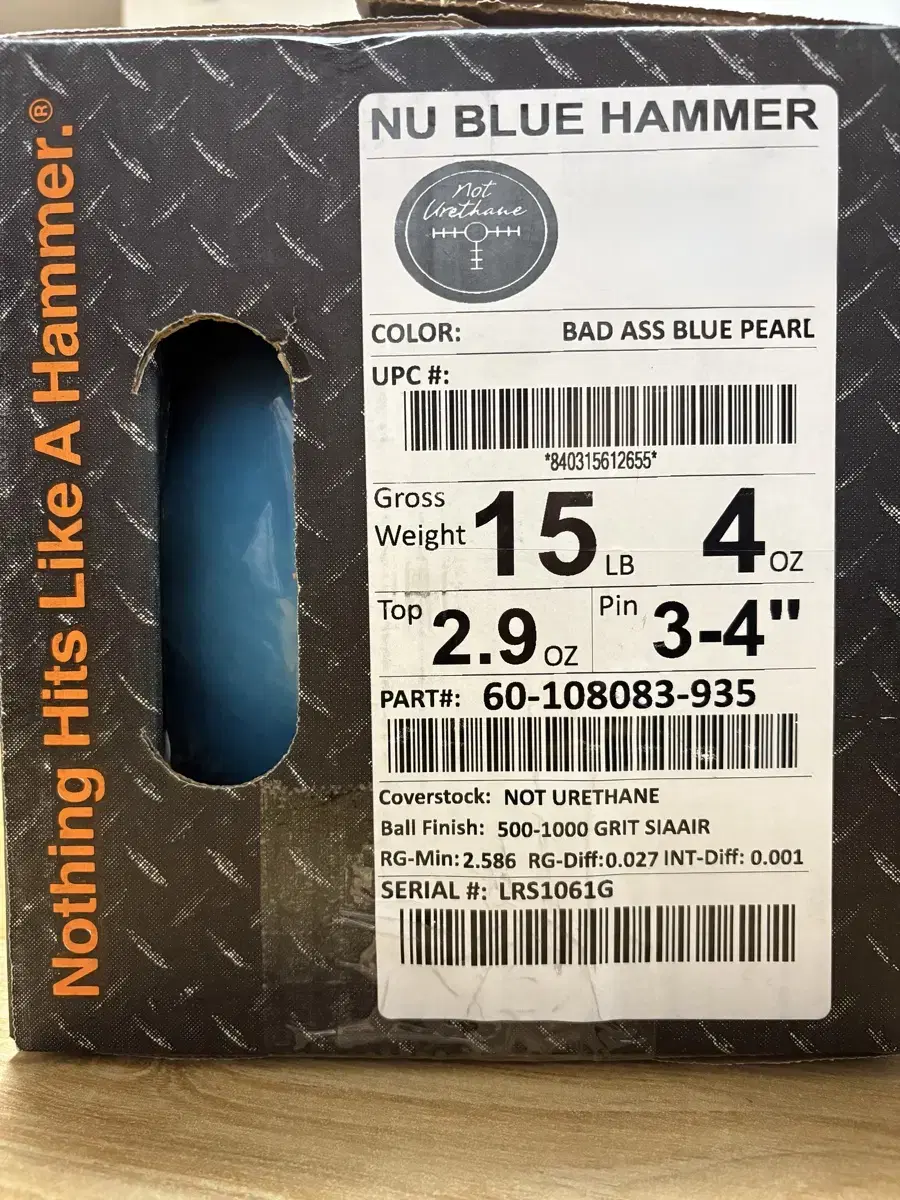 Nothing Hits Like A Hammer.®
NU BLUE HAMMER
Not
Urethane
COLOR: BAD ASS BLUE PEARL
UPC #:
*840315612655*
Gross
Weight 15 LB 4 OZ
Top 2.9 OZ Pin 3-4"
PART#: 60-108083-935
Coverstock: NOT URETHANE
Ball Finish: 500-1000 GRIT SIAAIR
RG-Min: 2.586 RG-Diff: 0.027 INT-Diff: 0.001
SERIAL #: LRS1061G